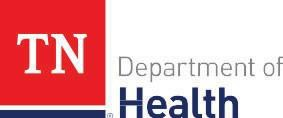 TN
Department of
Health
®